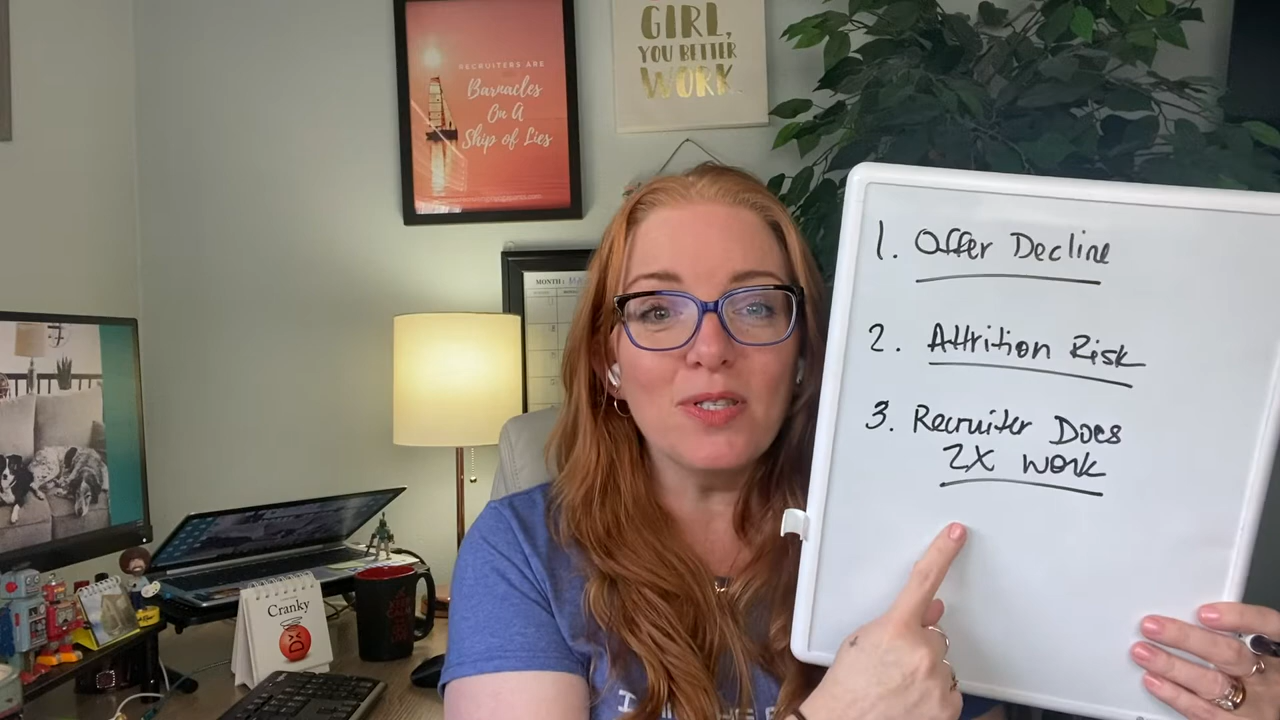 RECRUITERS ARE
Barnacles
On A
Ship of Lies
GIRL,
YOU BETTER
WORK
MONTH:
Cranky
1. Offer Decline
2. Attrition Risk
3. Recruiter Does
2X work